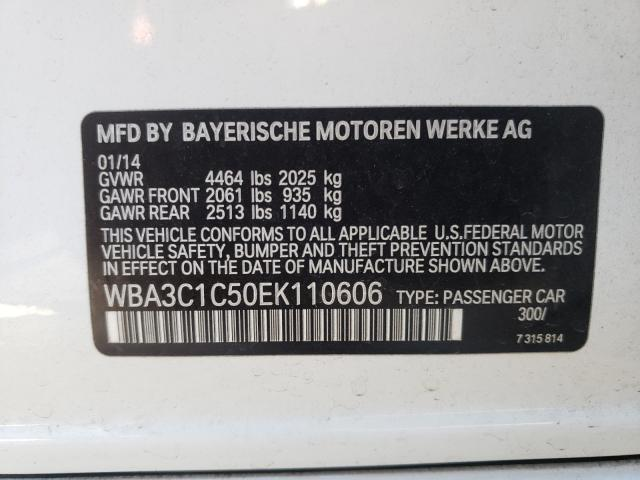 MFD BY BAYERISCHE MOTOREN WERKE AG
01/14
GVWR 4464 lbs 2025 kg
GAWR FRONT 2061 lbs 935 kg
GAWR REAR 2513 lbs 1140 kg
THIS VEHICLE CONFORMS TO ALL APPLICABLE U.S.FEDERAL MOTOR
VEHICLE SAFETY, BUMPER AND THEFT PREVENTION STANDARDS
IN EFFECT ON THE DATE OF MANUFACTURE SHOWN ABOVE.
WBA3C1C50EK110606 TYPE: PASSENGER CAR
300/
7 315 814